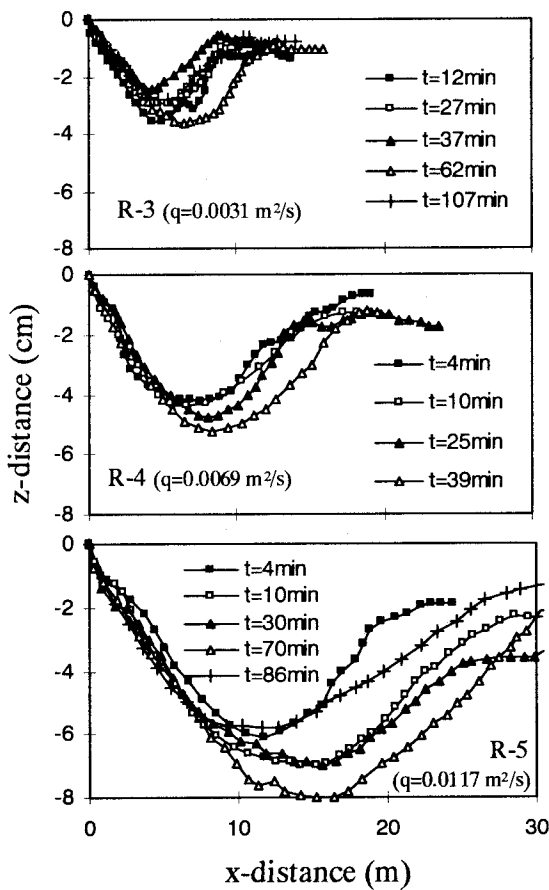 0
-2
-4
-6
-8
t=12min
t=27min
t=37min
t=62min
t=107min
R-3 (q=0.0031 m²/s)
0
-2
-4
-6
-8
t=4min
t=10min
t=25min
t=39min
R-4 (q=0.0069 m²/s)
z-distance (cm)
0
-2
-4
-6
-8
t=4min
t=10min
t=30min
t=70min
t=86min
R-5
(q=0.0117 m²/s)
0 10 20 30
x-distance (m)